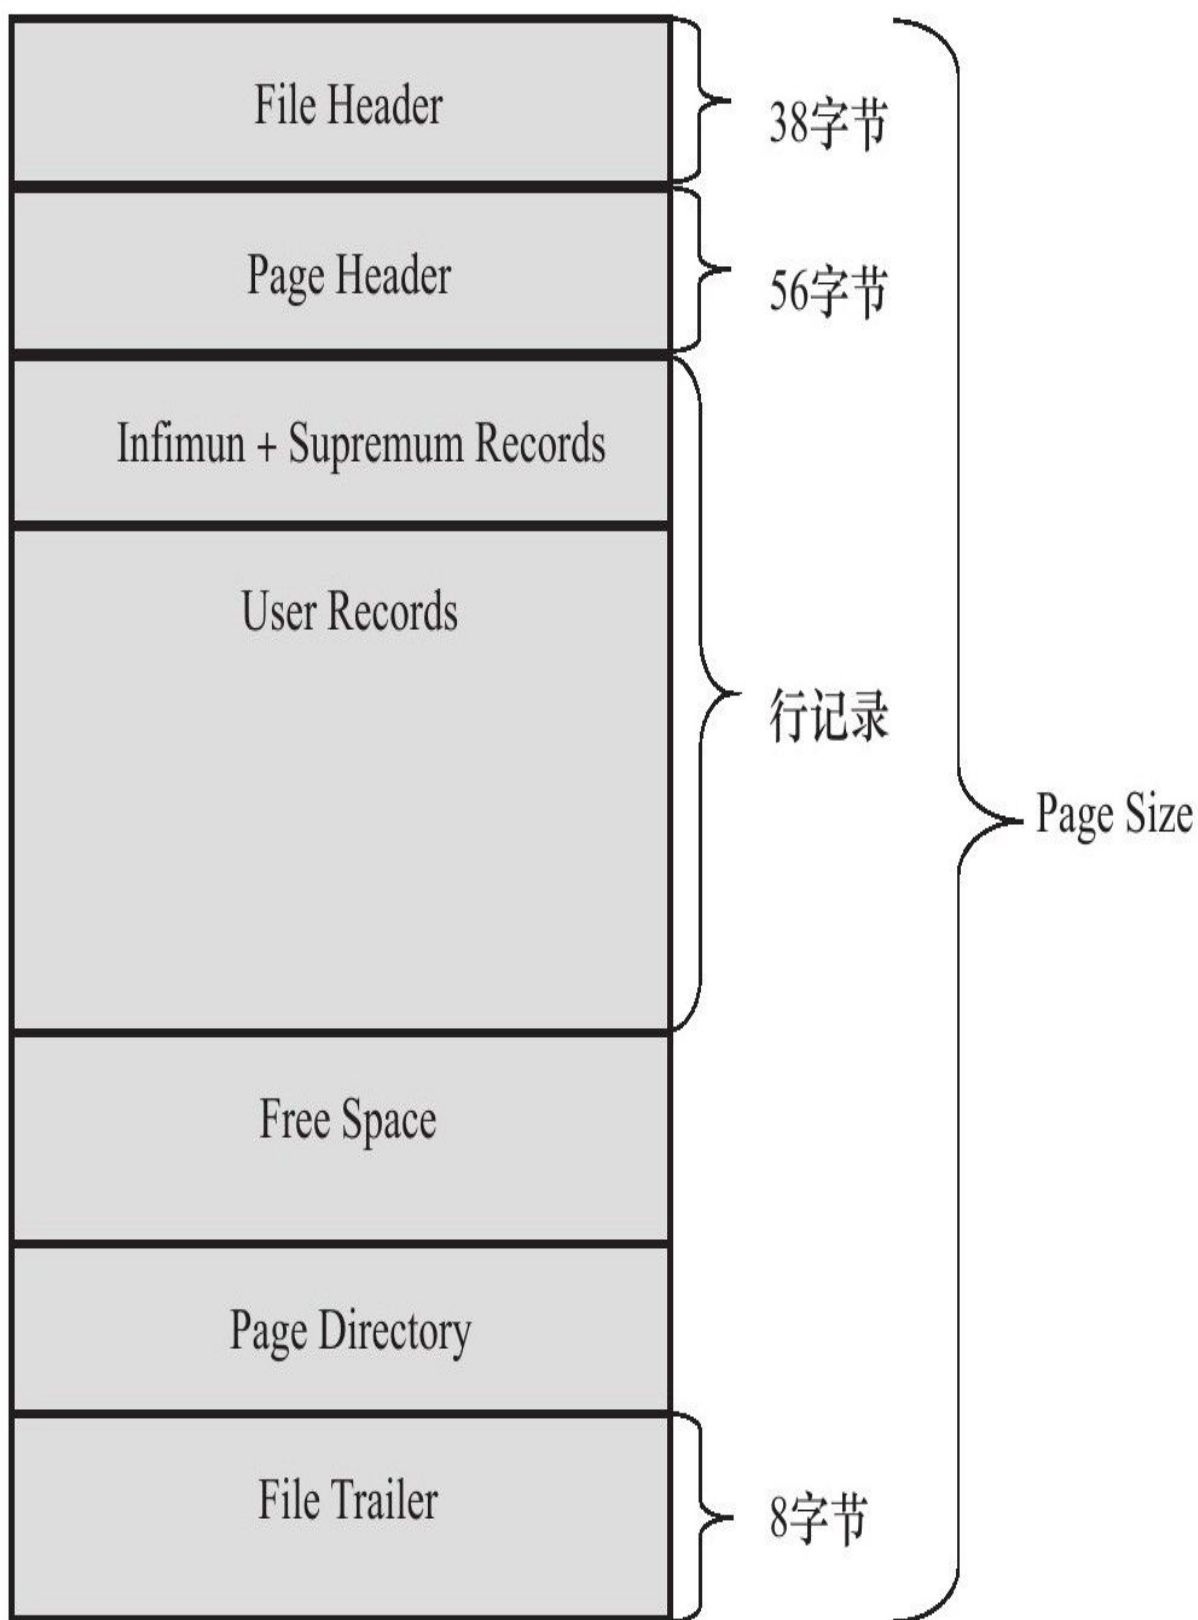 File Header
38字节
Page Header
56字节
Infimun + Supremum Records
User Records
行记录
Page Size
Free Space
Page Directory
File Trailer
8字节